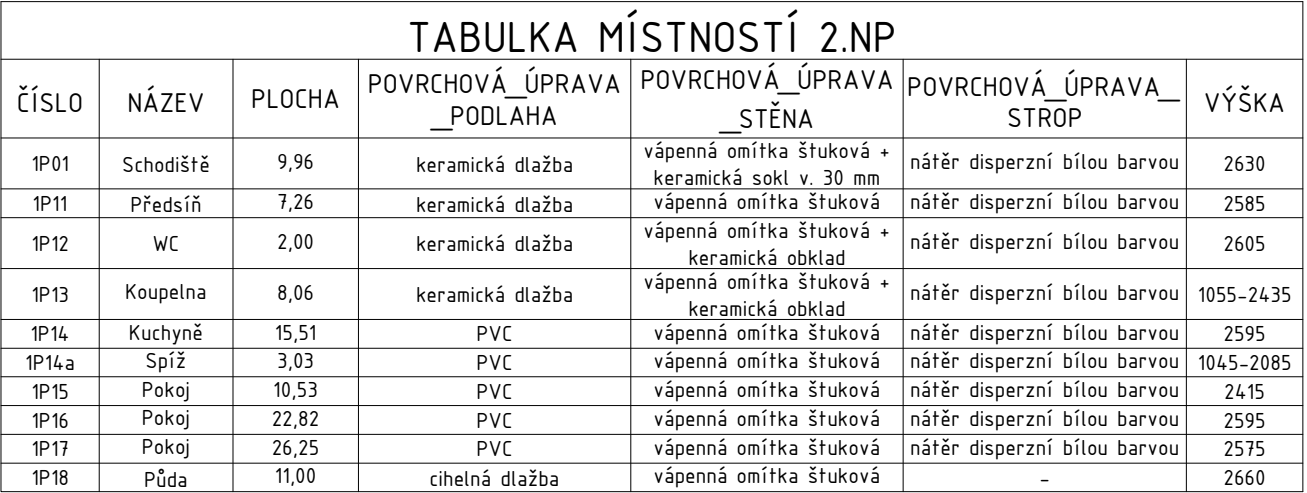 TABULKA MÍSTNOSTÍ 2.NP
ČÍSLO NÁZEV PLOCHA POVRCHOVÁ_ÚPRAVA_PODLAHA POVRCHOVÁ_ÚPRAVA_STĚNA POVRCHOVÁ_ÚPRAVA_STROP VÝŠKA
1P01 Schodiště 9,96 keramická dlažba vápenná omítka štuková + keramická sokl v. 30 mm nátěr disperzní bílou barvou 2630
1P11 Předsíň 7,26 keramická dlažba vápenná omítka štuková nátěr disperzní bílou barvou 2585
1P12 WC 2,00 keramická dlažba vápenná omítka štuková + keramická obklad nátěr disperzní bílou barvou 2605
1P13 Koupelna 8,06 keramická dlažba vápenná omítka štuková + keramická obklad nátěr disperzní bílou barvou 1055-2435
1P14 Kuchyně 15,51 PVC vápenná omítka štuková nátěr disperzní bílou barvou 2595
1P14a Spíž 3,03 PVC vápenná omítka štuková nátěr disperzní bílou barvou 1045-2085
1P15 Pokoj 10,53 PVC vápenná omítka štuková nátěr disperzní bílou barvou 2415
1P16 Pokoj 22,82 PVC vápenná omítka štuková nátěr disperzní bílou barvou 2595
1P17 Pokoj 26,25 PVC vápenná omítka štuková nátěr disperzní bílou barvou 2575
1P18 Půda 11,00 cihelná dlažba vápenná omítka štuková - 2660